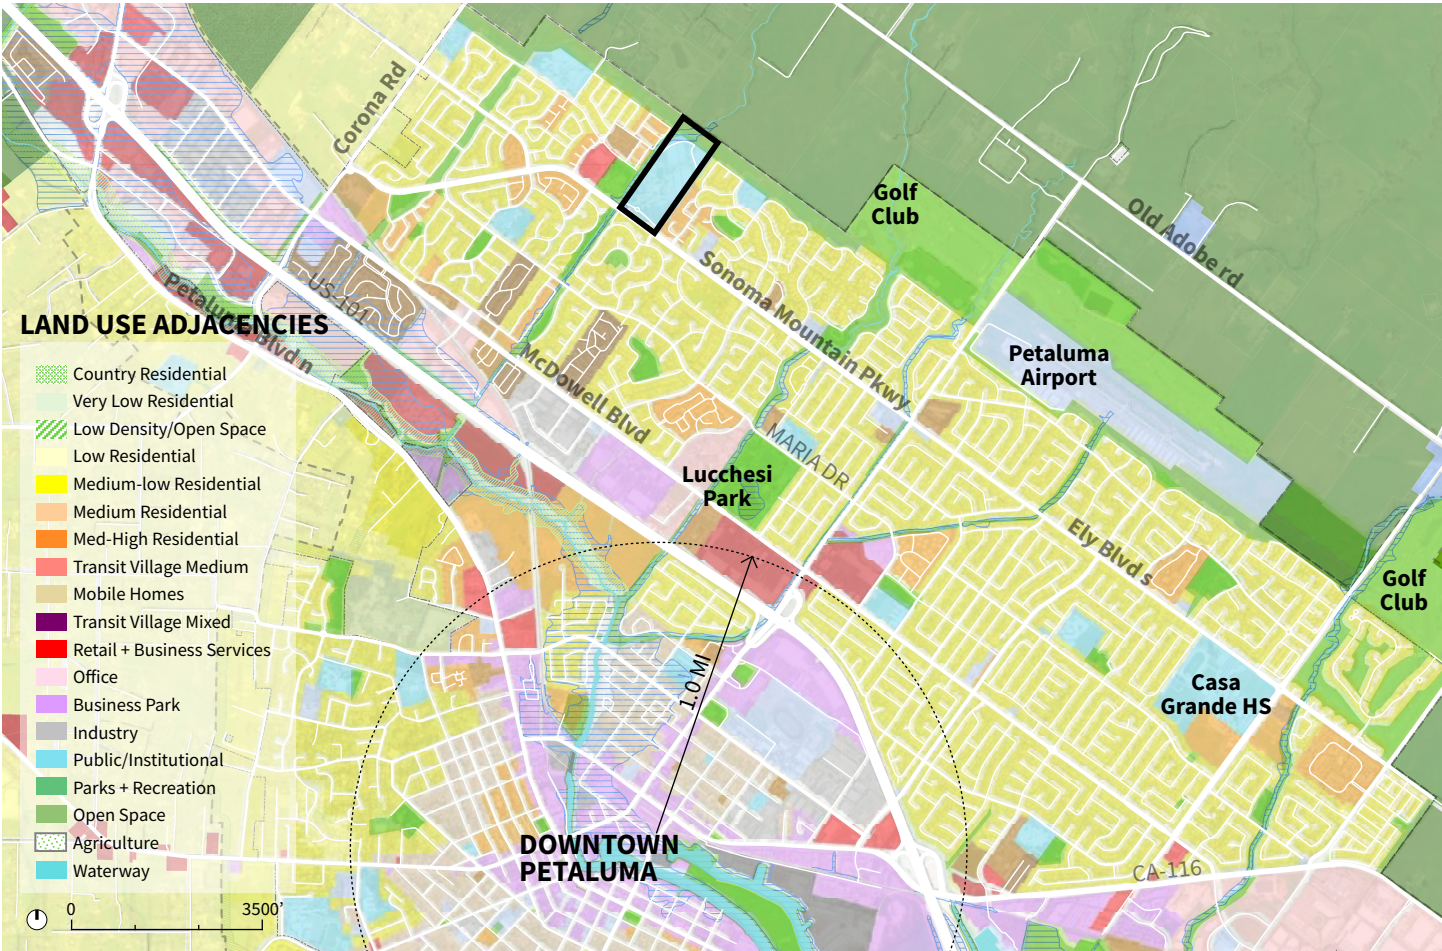 Corona Rd
Golf
Club
Old Adobe rd
Sonoma Mountain Pkwy
US-101
Petaluma Blvd n
LAND USE ADJACENCIES
Petaluma
Airport
McDowell Blvd
Country Residential
Very Low Residential
Low Density/Open Space
Low Residential
Medium-low Residential
Medium Residential
Med-High Residential
Transit Village Medium
Mobile Homes
Transit Village Mixed
Retail + Business Services
Office
Business Park
Industry
Public/Institutional
Parks + Recreation
Open Space
Agriculture
Waterway
0
3500'
MARIA DR
Lucchesi
Park
Ely Blvd s
Golf
Club
1.0 MI
Casa
Grande HS
DOWNTOWN
PETALUMA
CA-116